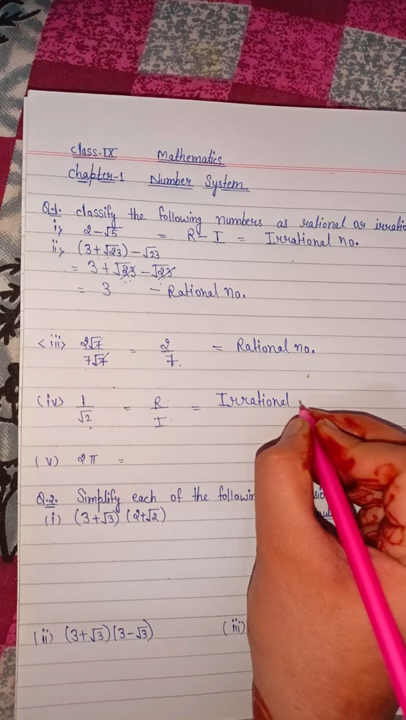 Class-IX Mathematics
Chapter-1 Number System
Q.1. Classify the following numbers as rational or
i) 2-√5 = R-I = Irrational no.
ii) (3+√23)-√23
= 3+√23-√23
= 3 - Rational no.
(iii) 2√7/7√7 = 2/7 = Rational no.
(iv) 1/√2 = R/I = Irrational
(v) 2π =
Q.2. Simplify each of the
(i) (3+√3) (2+√2)
(ii) (3+√3) (3-√3) (iii)